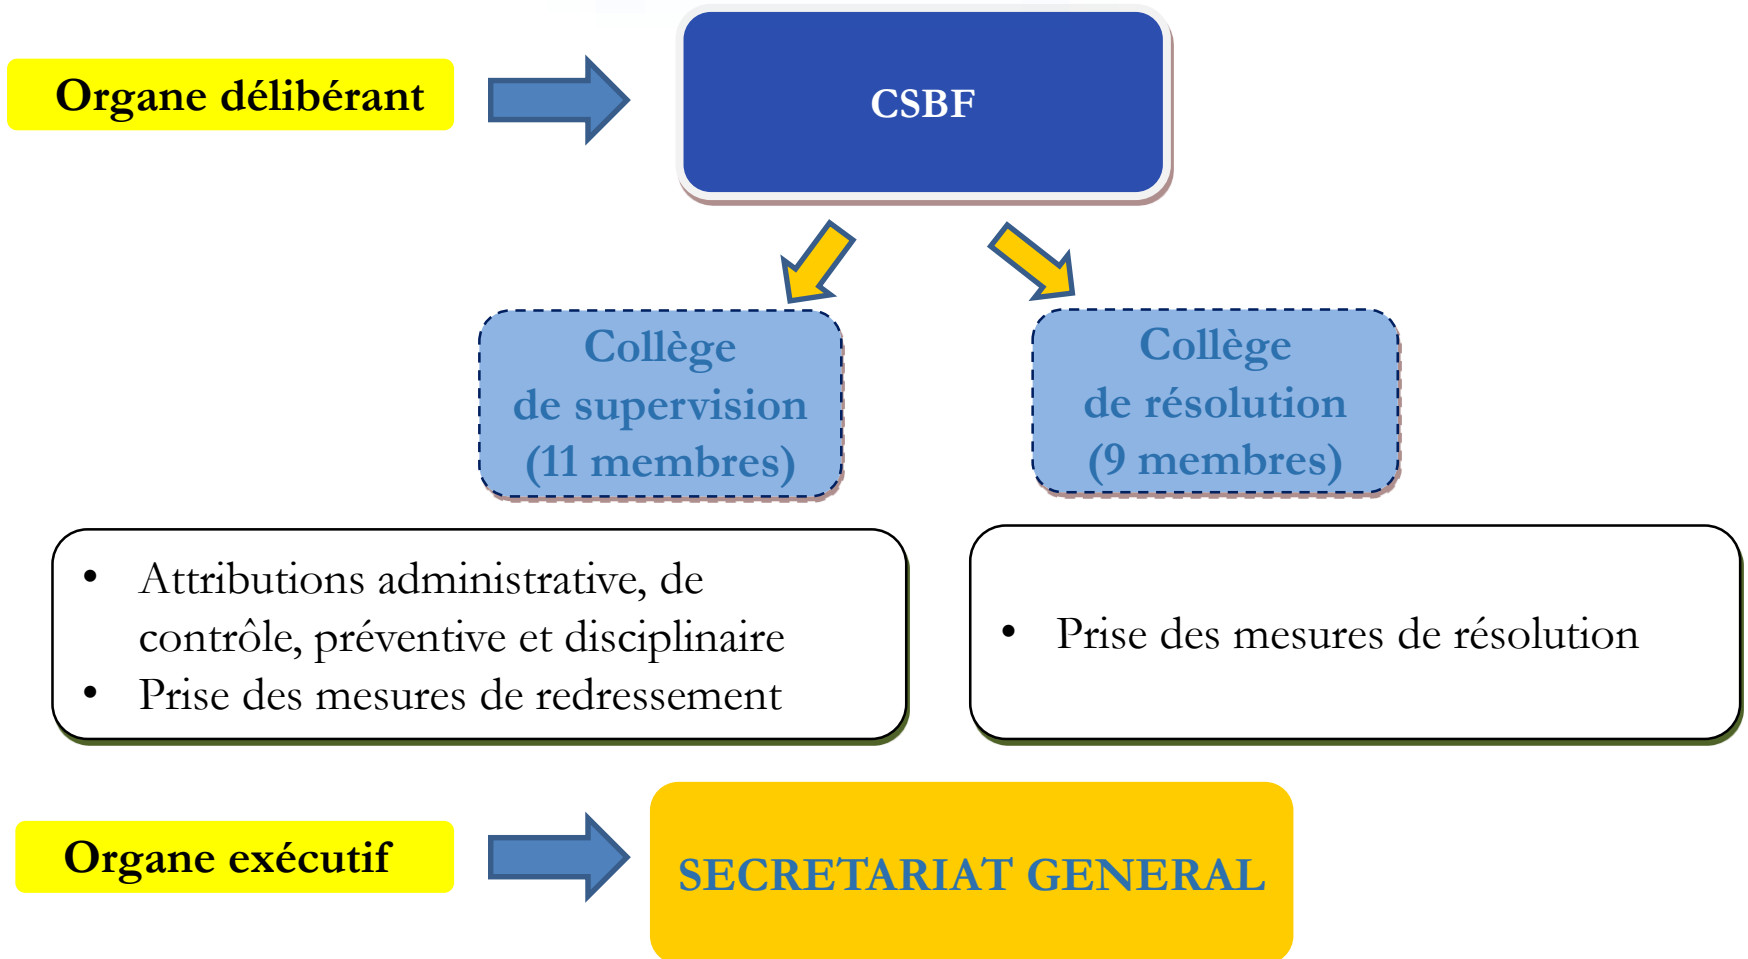 Organe délibérant
CSBF
Collège
de supervision
(11 membres)
Collège
de résolution
(9 membres)
• Attributions administrative, de
contrôle, préventive et disciplinaire
• Prise des mesures de redressement
• Prise des mesures de résolution
Organe exécutif
SECRETARIAT GENERAL